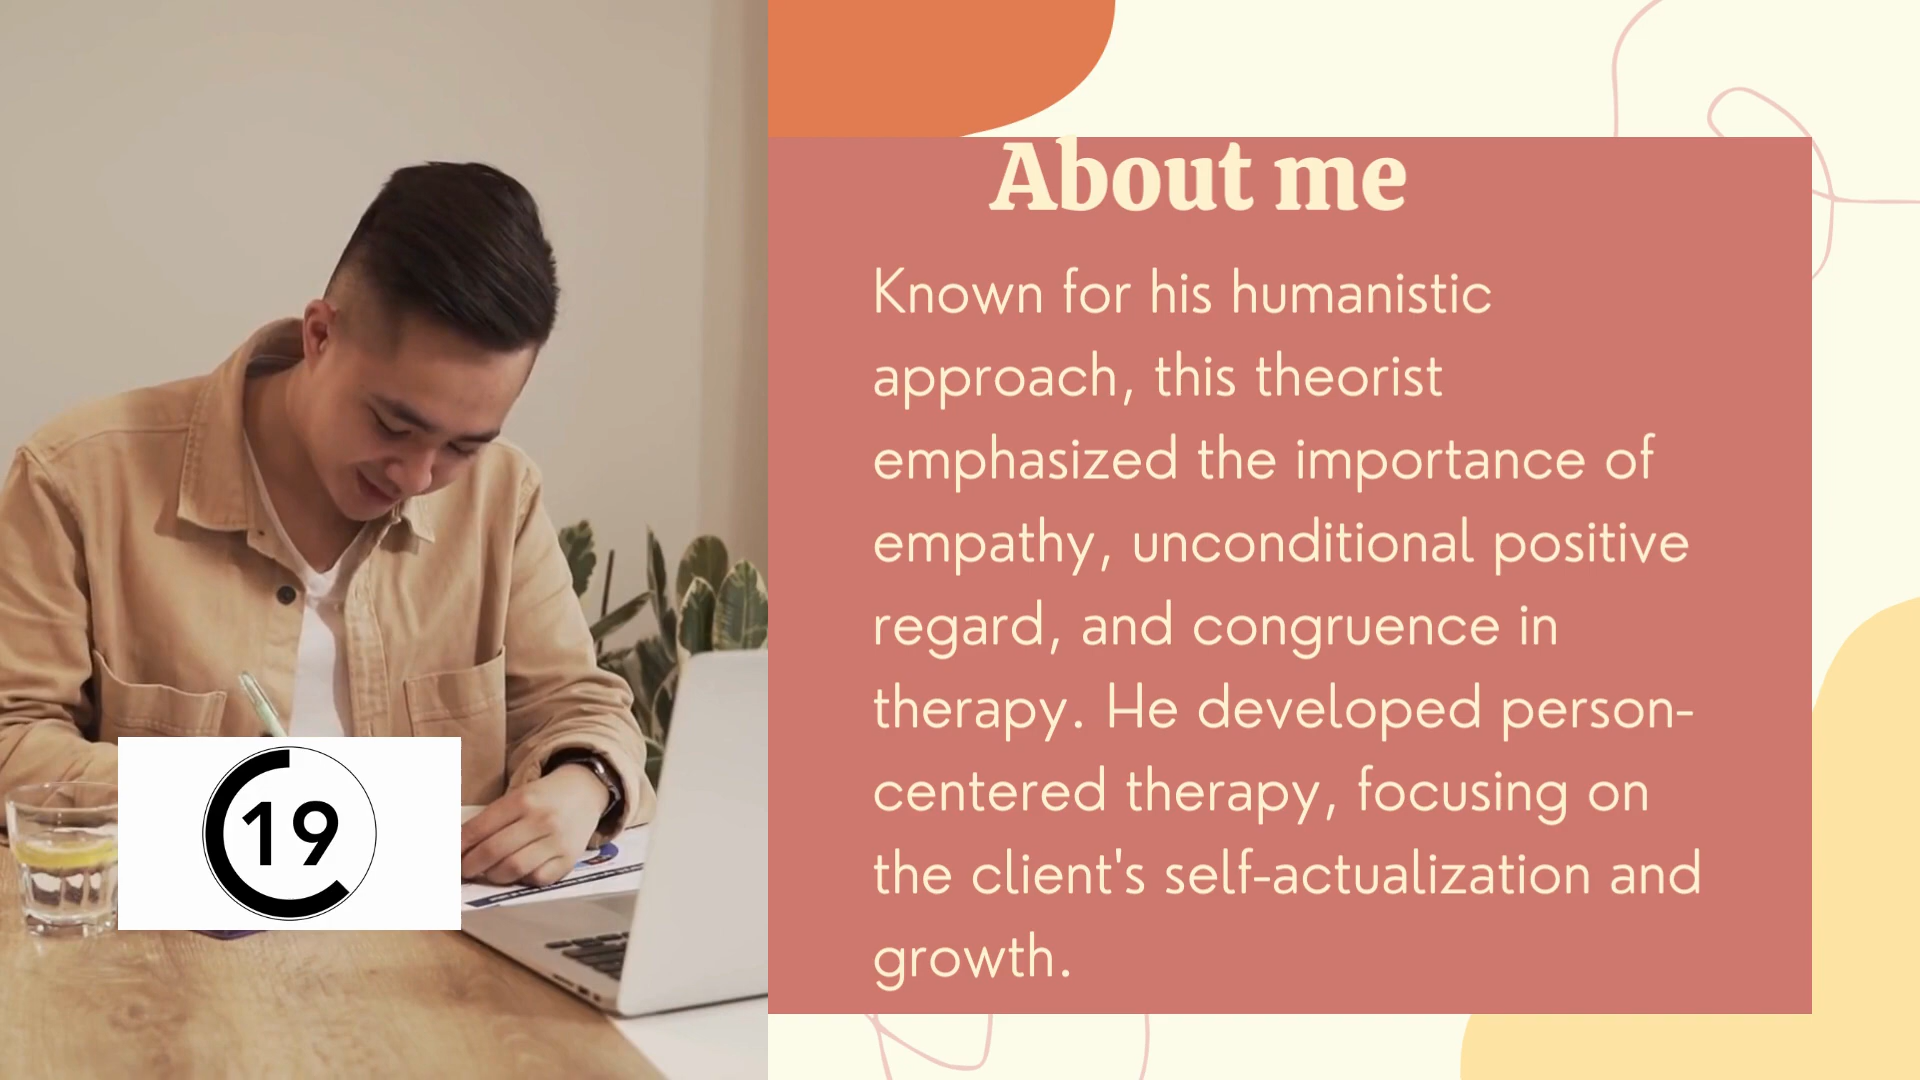 About me
Known for his humanistic
approach, this theorist
emphasized the importance of
empathy, unconditional positive
regard, and congruence in
therapy. He developed person-
centered therapy, focusing on
the client's self-actualization and
growth.
19